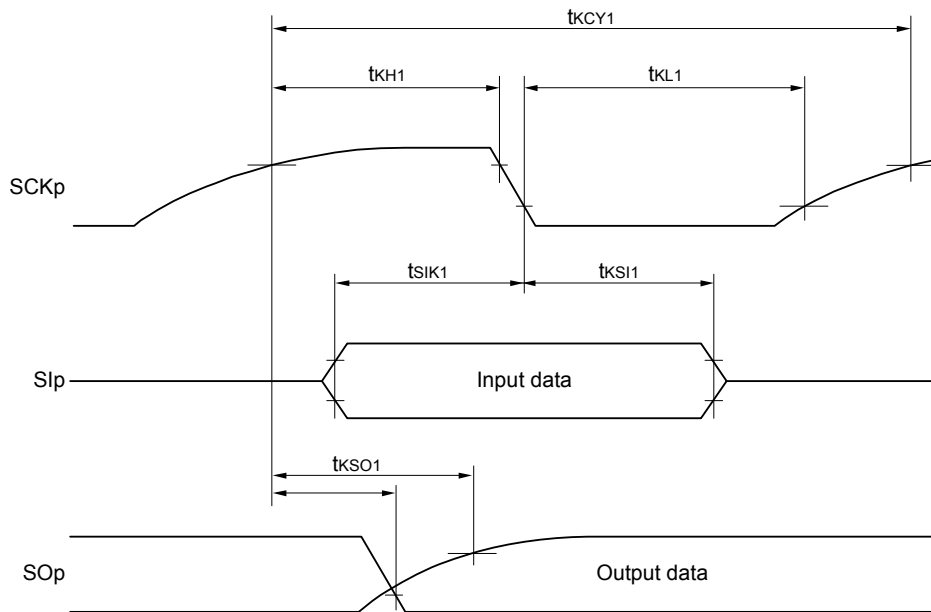 tKCY1
tKH1
tKL1
SCKp
tSIK1
tKSI1
SIp
Input data
tKSO1
SOp
Output data